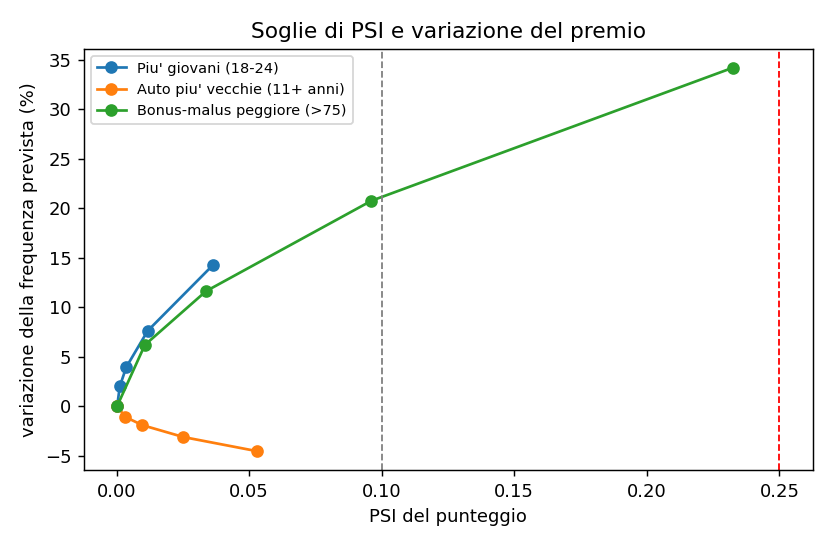 Soglie di PSI e variazione del premio
variazione della frequenza prevista (%)
35
30
25
20
15
10
5
0
−5
Piu' giovani (18-24)
Auto piu' vecchie (11+ anni)
Bonus-malus peggiore (>75)
0.00 0.05 0.10 0.15 0.20 0.25
PSI del punteggio